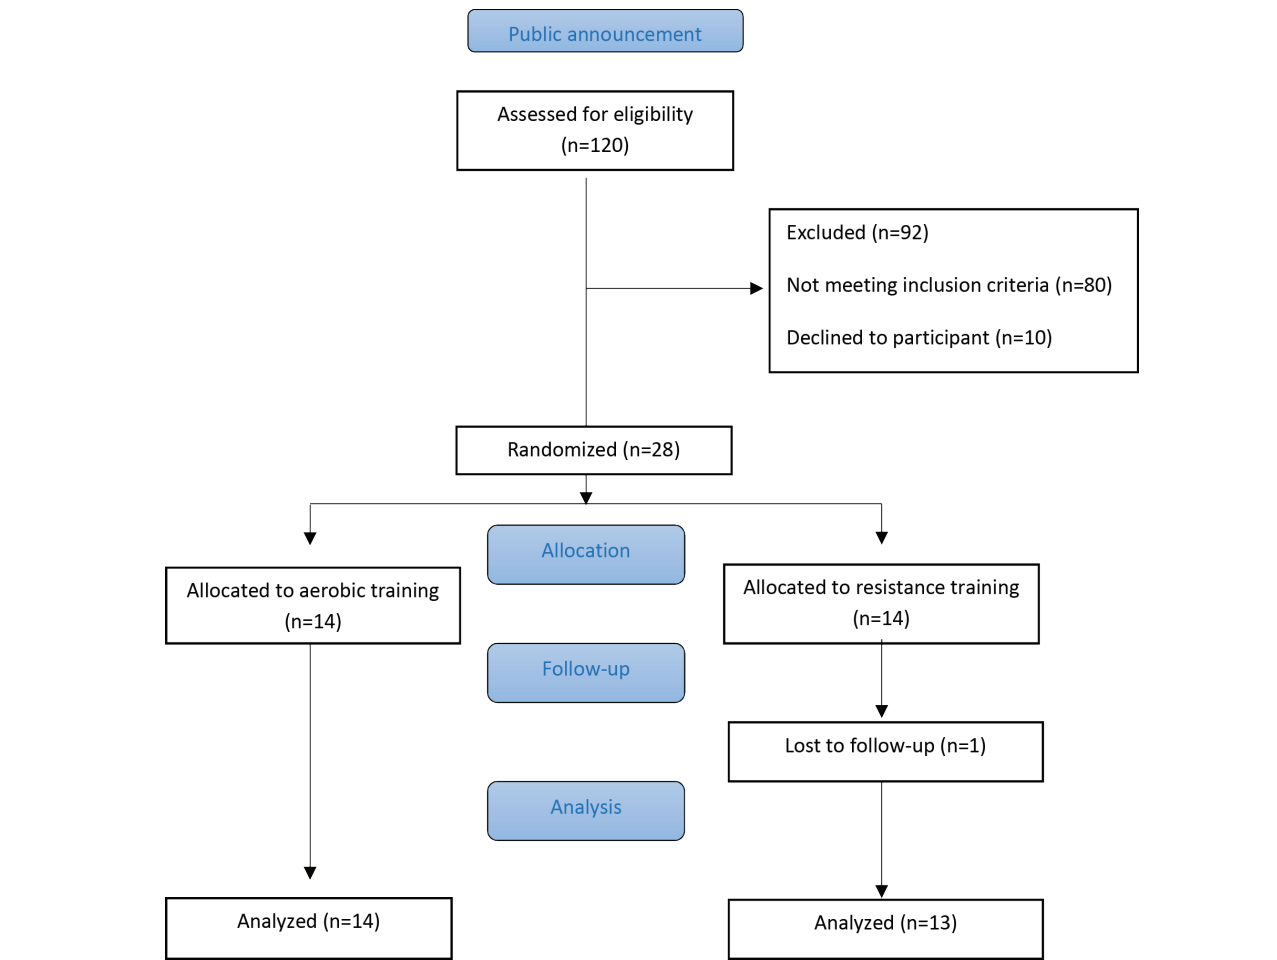 Public announcement
Assessed for eligibility
(n=120)
Excluded (n=92)
Not meeting inclusion criteria (n=80)
Declined to participant (n=10)
Randomized (n=28)
Allocation
Allocated to aerobic training
(n=14)
Allocated to resistance training
(n=14)
Follow-up
Lost to follow-up (n=1)
Analysis
Analyzed (n=14)
Analyzed (n=13)